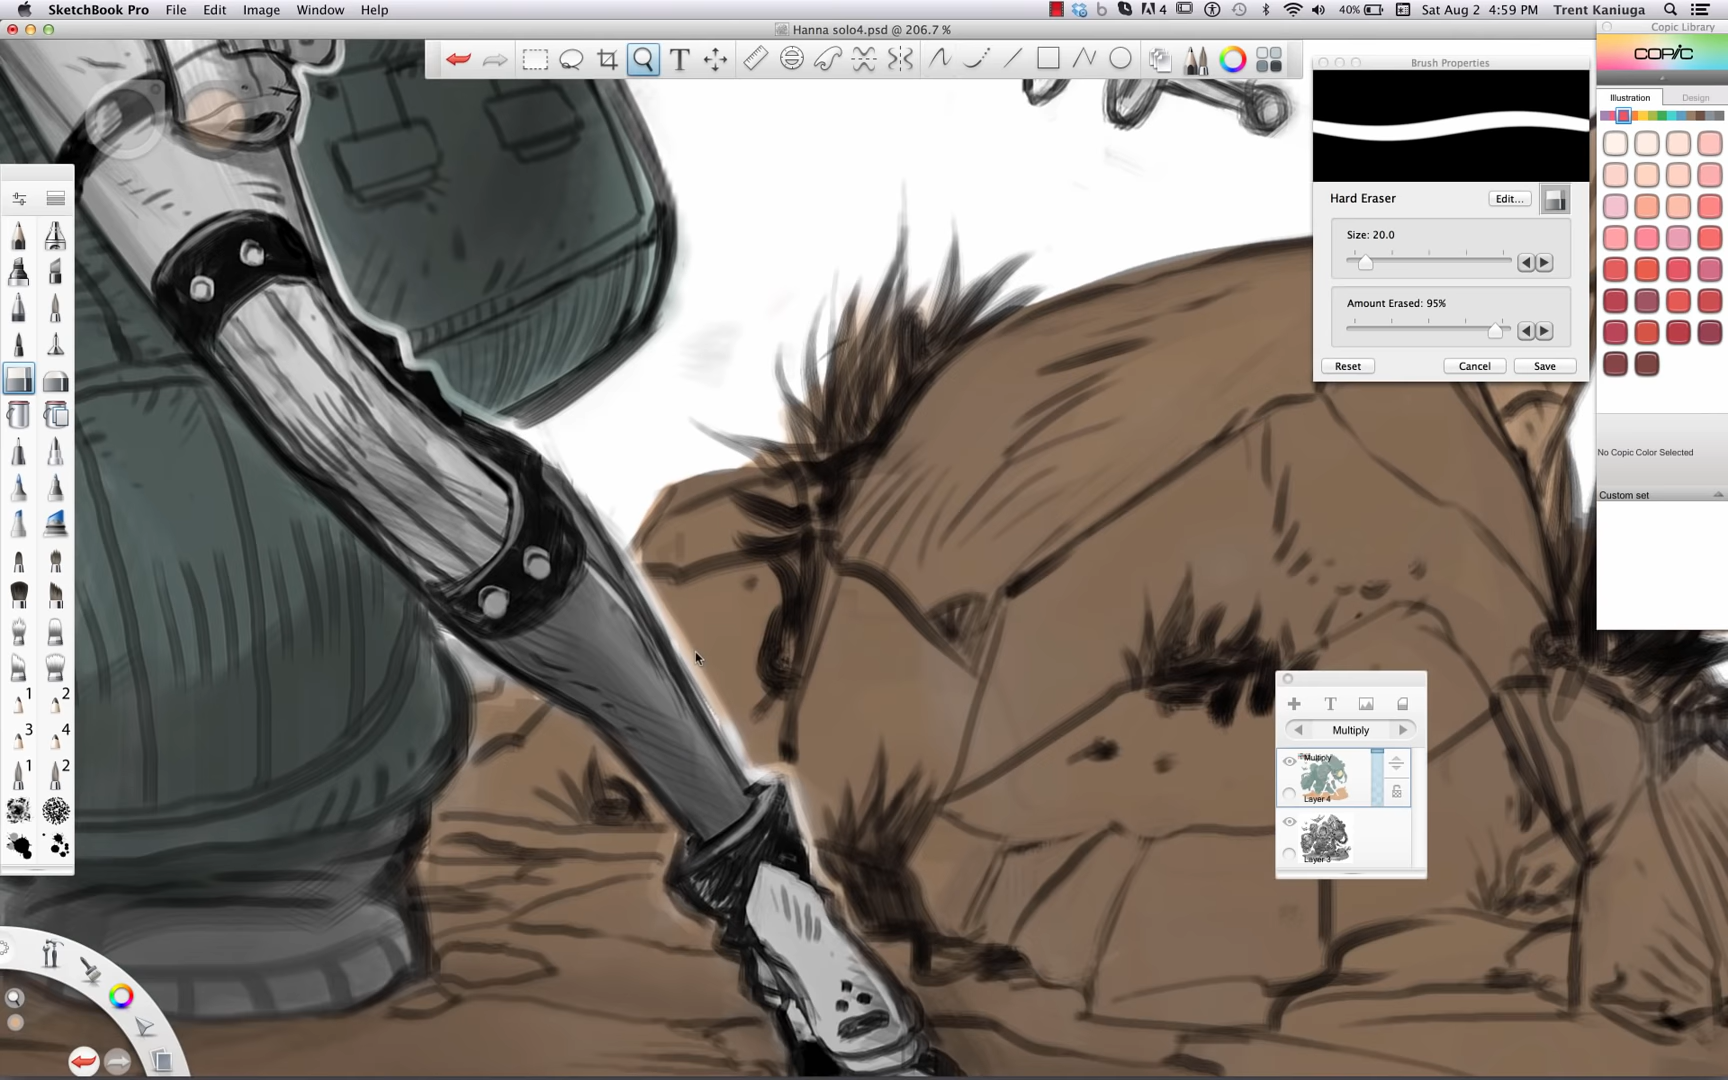 SketchBook Pro File Edit Image Window Help 4 40% Sat Aug 2 4:59 PM Trent Kaniuga
Hanna solo4.psd @ 206.7 %
Copic Library
T
Brush Properties
COPIC
Illustration Design
Hard Eraser Edit...
Size: 20.0
Amount Erased: 95%
Reset Cancel Save
No Copic Color Selected
Custom set
1 2
3 4
1 2
T
Multiply
Multiply
Layer 4
Layer 3